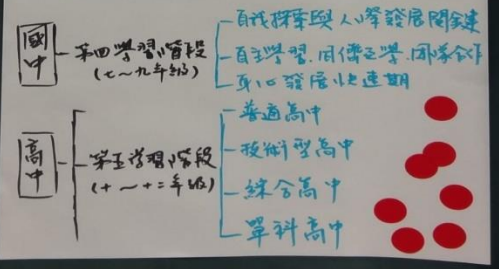 國中
第四學習階段
(七~九年級)
自我探索與人格發展關鍵
自主學習.同儕互學.團隊合作
身心發展快速期
高中
第五學習階段
(十~十二年級)
普通高中
技術型高中
綜合高中
單科高中